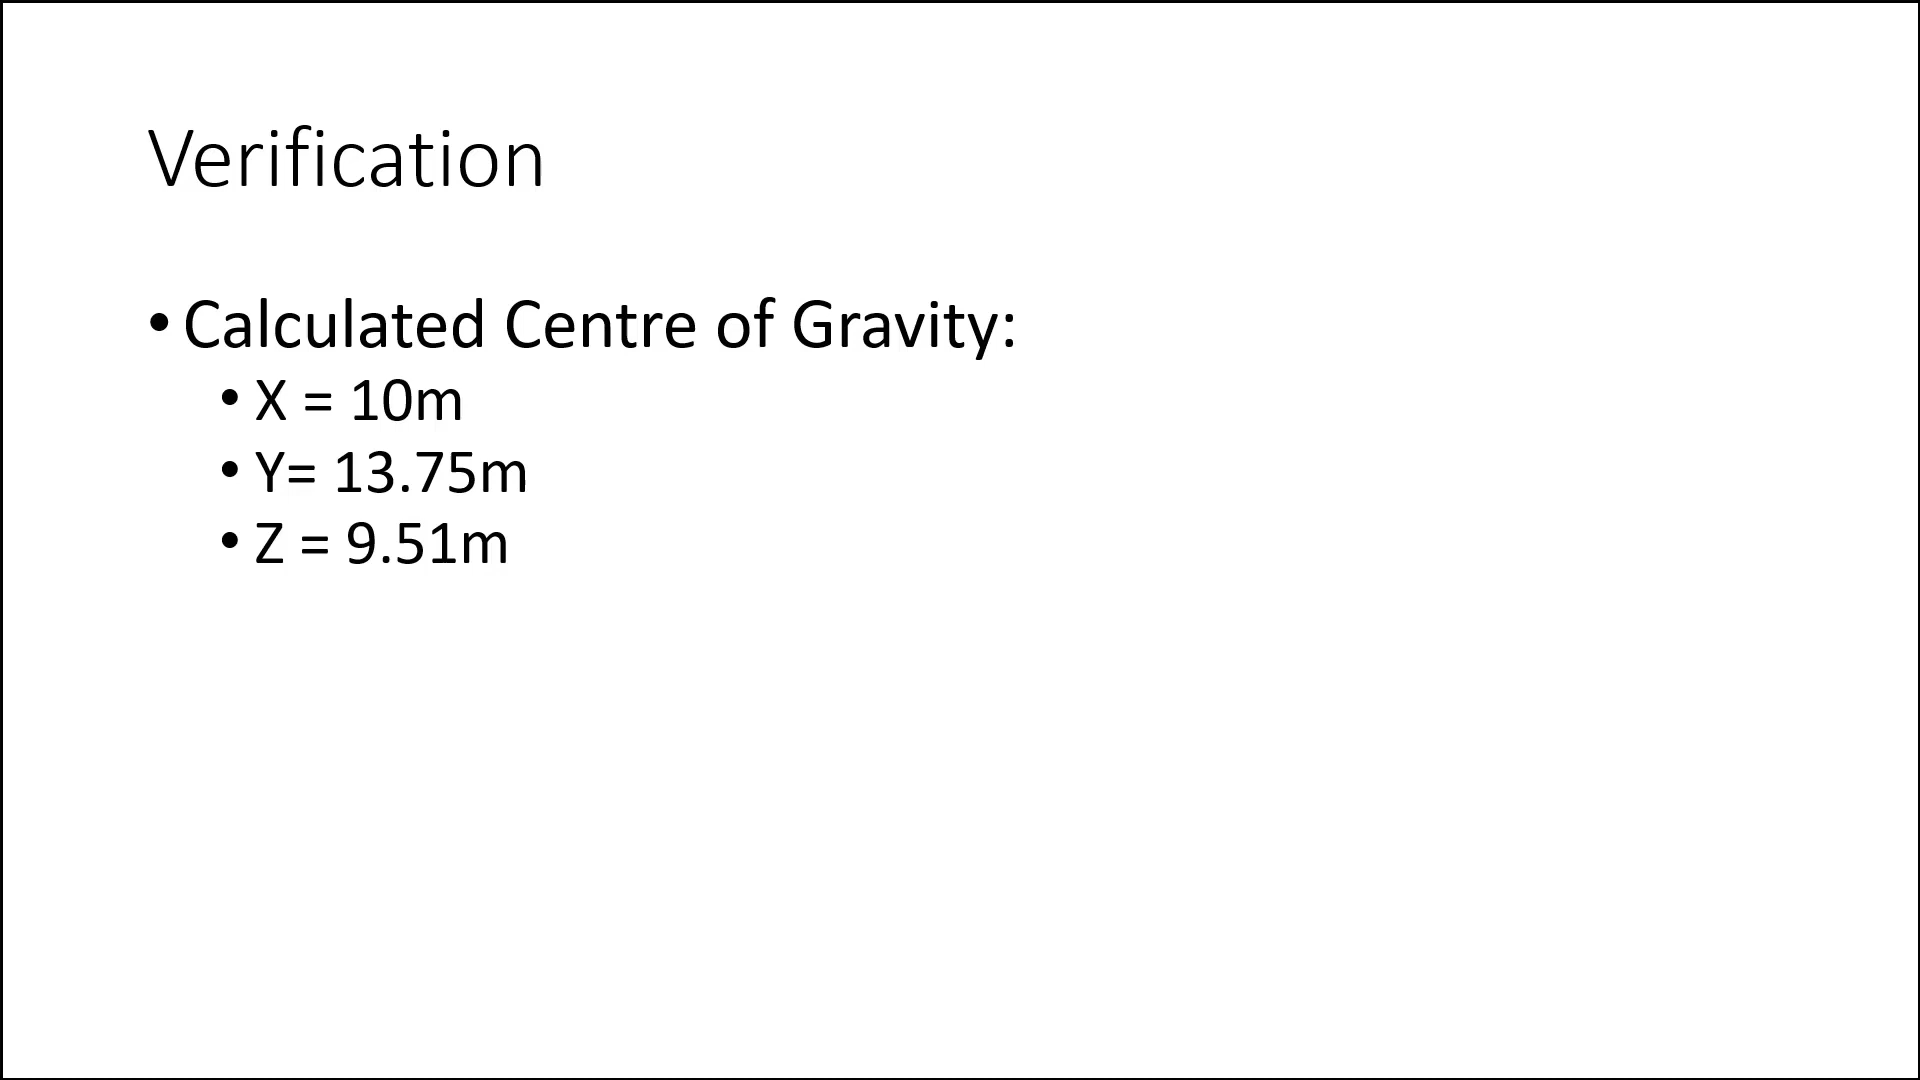 Verification
• Calculated Centre of Gravity:
• X = 10m
• Y= 13.75m
• Z = 9.51m